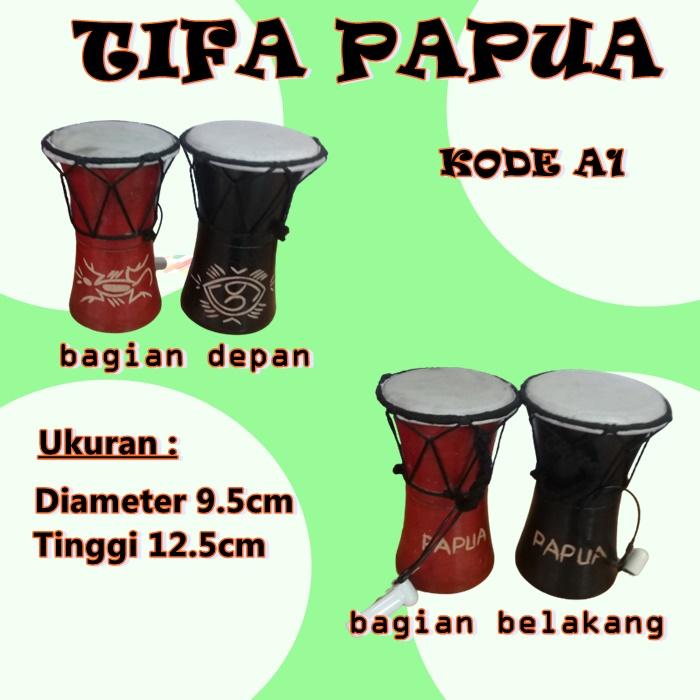 TIFA PAPUA
KODE A1
bagian depan
Ukuran :
Diameter 9.5cm
Tinggi 12.5cm
PAPUA
PAPUA
bagian belakang